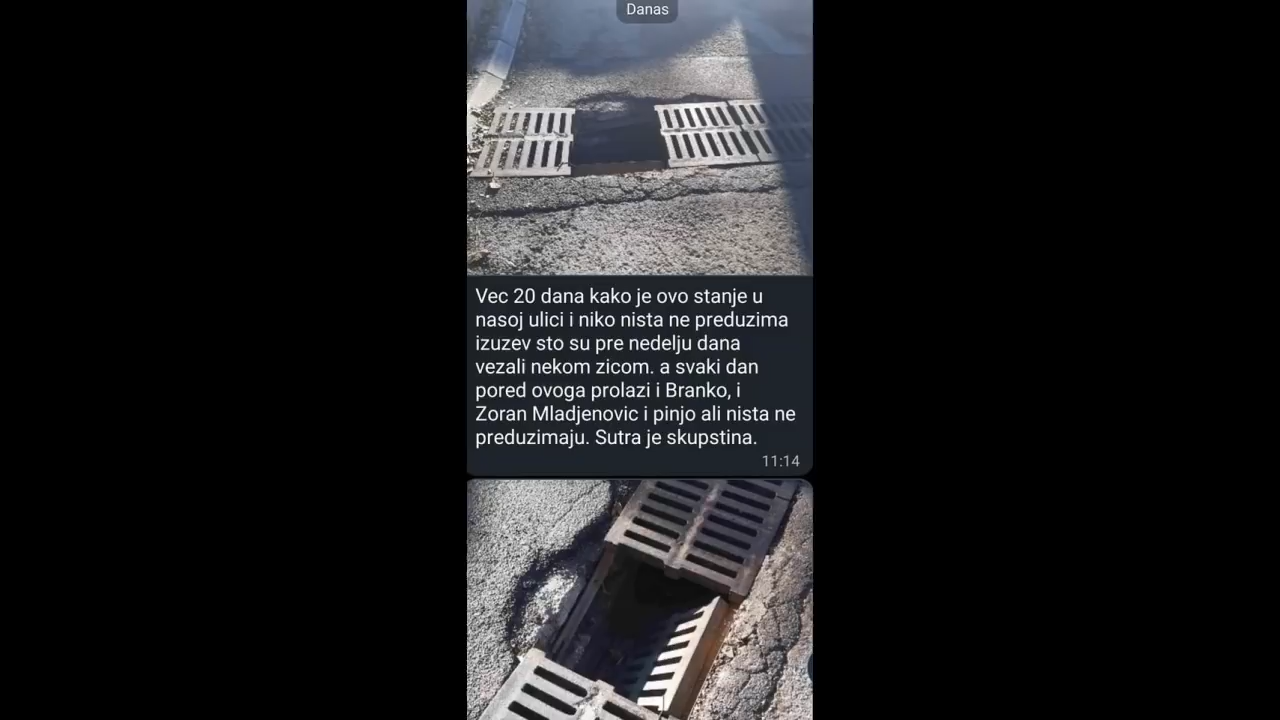 Danas
Vec 20 dana kako je ovo stanje u
nasoj ulici i niko nista ne preduzima
izuzev sto su pre nedelju dana
vezali nekom zicom. a svaki dan
pored ovoga prolazi i Branko, i
Zoran Mladjenovic i pinjo ali nista ne
preduzimaju. Sutra je skupstina.
11:14